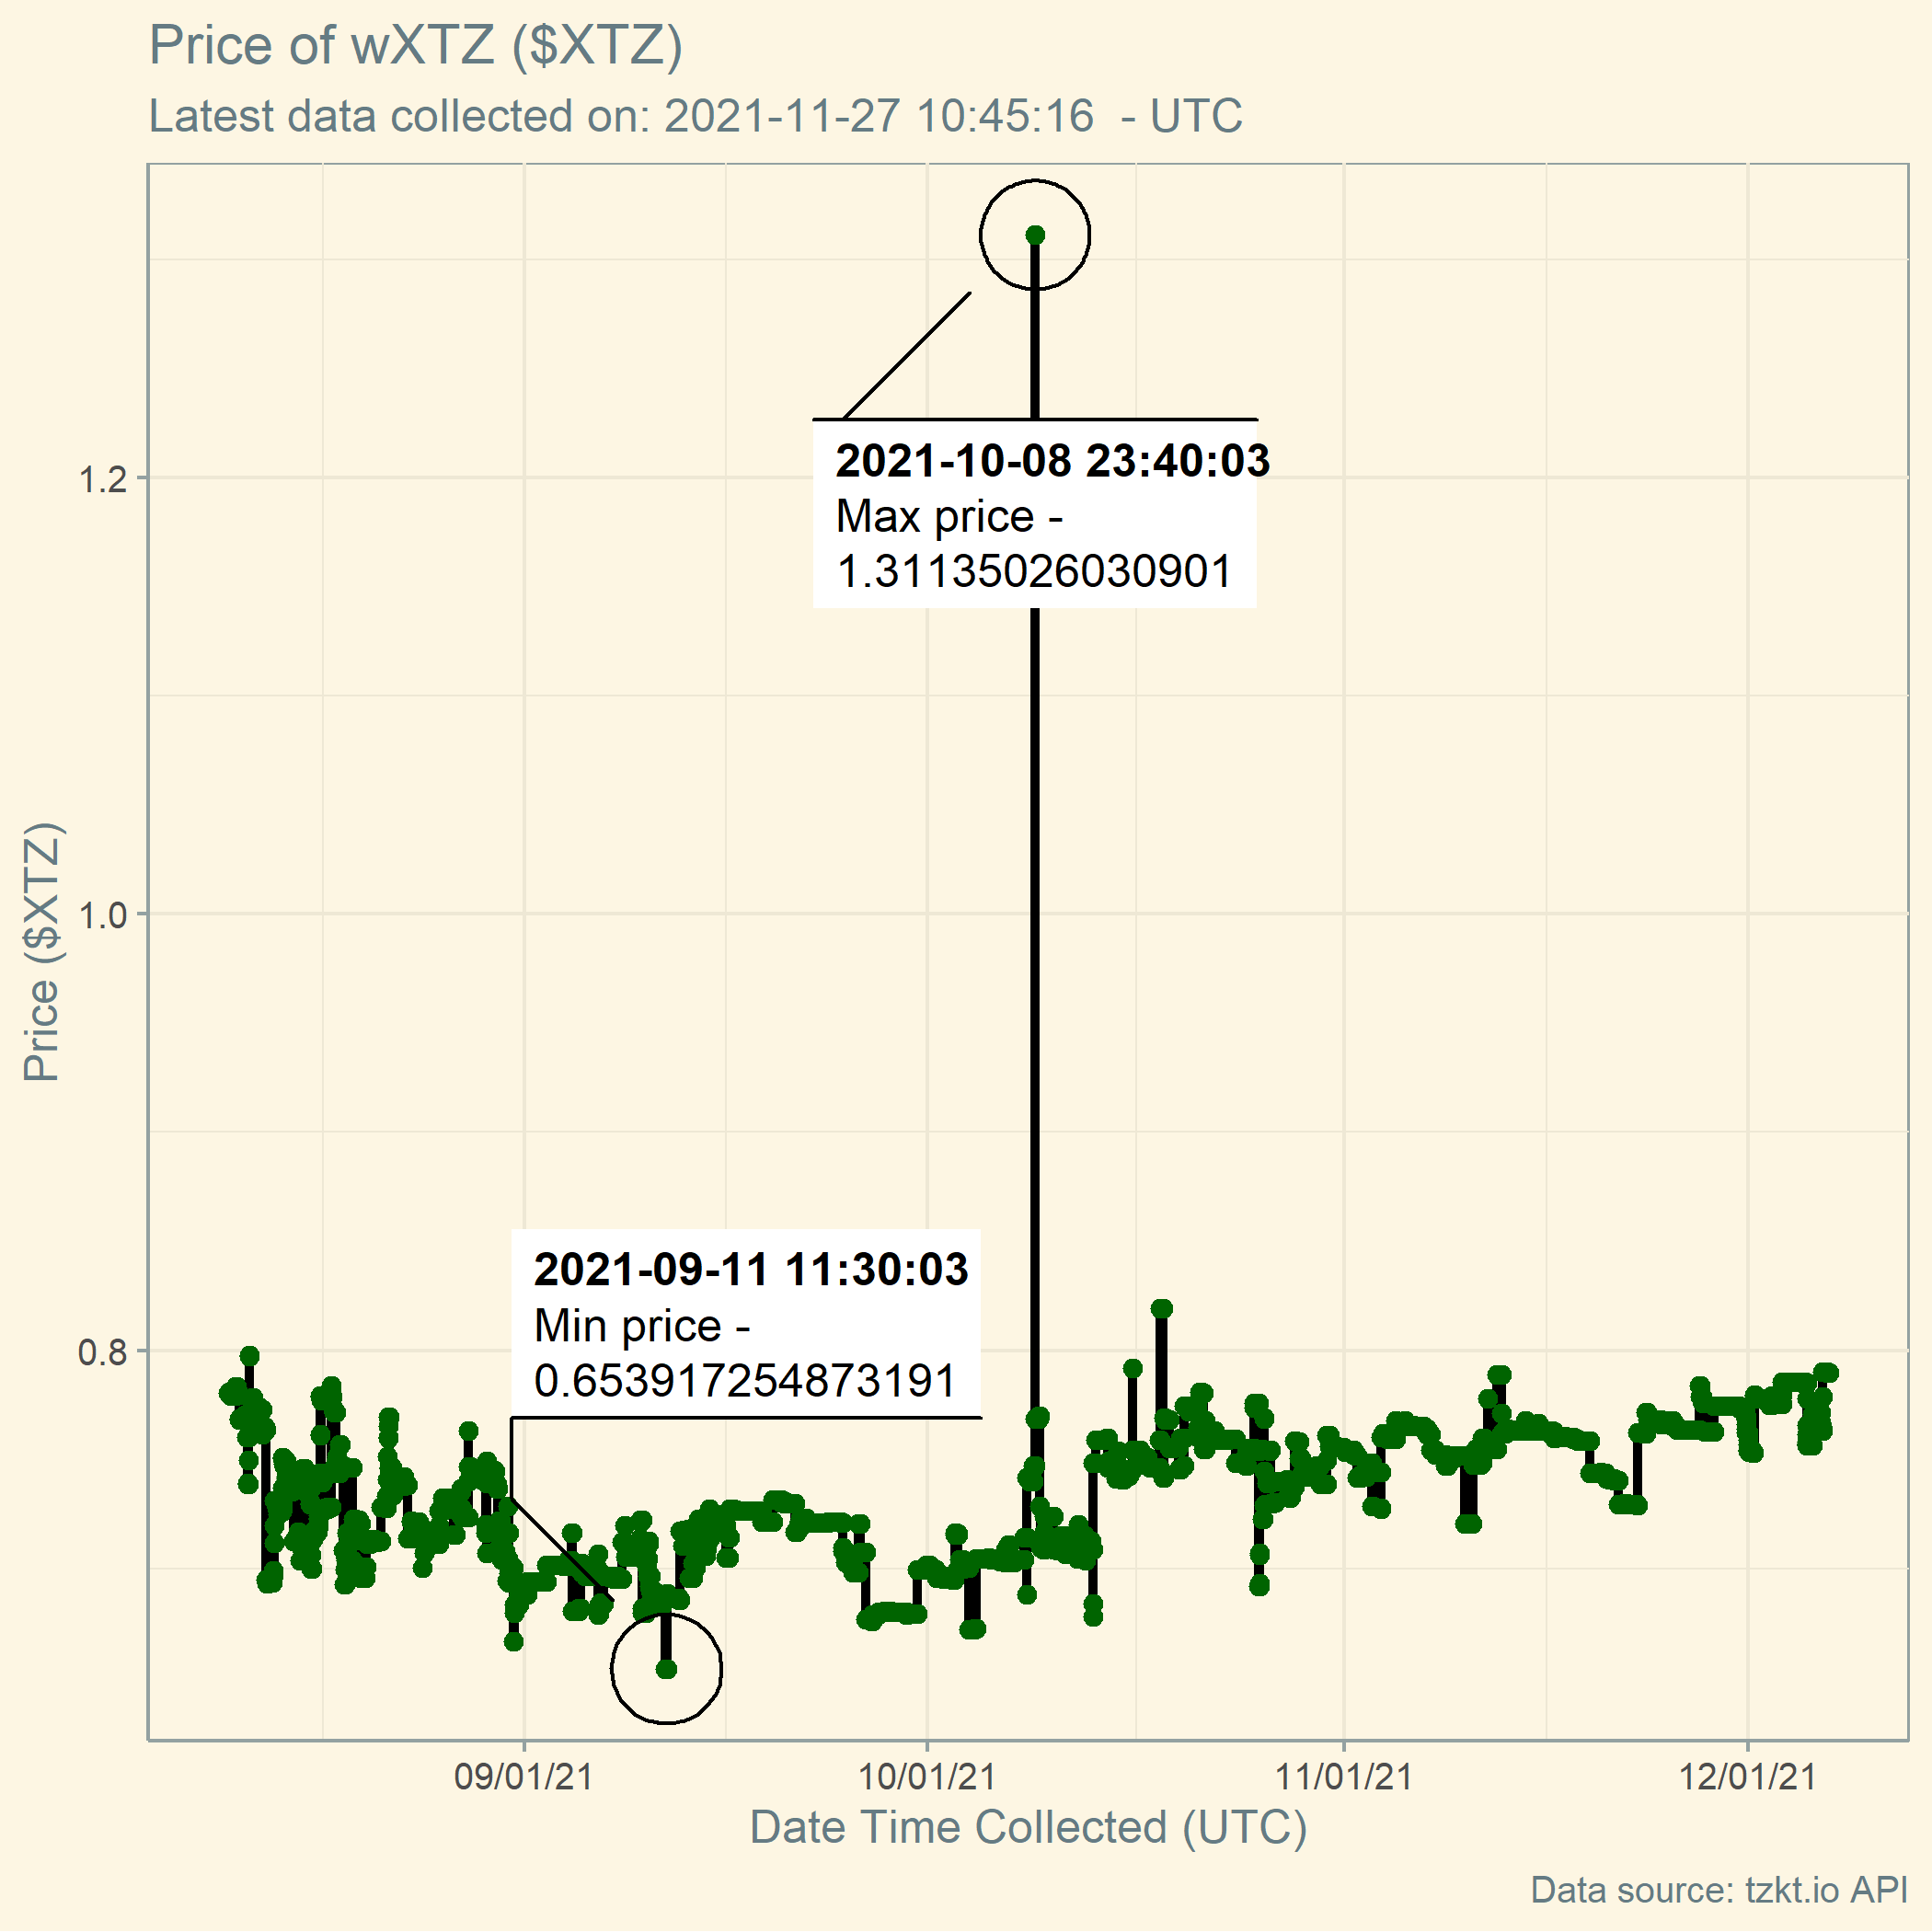 Price of wXTZ ($XTZ)
Latest data collected on: 2021-11-27 10:45:16 - UTC
2021-10-08 23:40:03
Max price -
1.31135026030901
1.2
1.0
0.8
Price ($XTZ)
2021-09-11 11:30:03
Min price -
0.653917254873191
09/01/21
10/01/21
11/01/21
12/01/21
Date Time Collected (UTC)
Data source: tzkt.io API